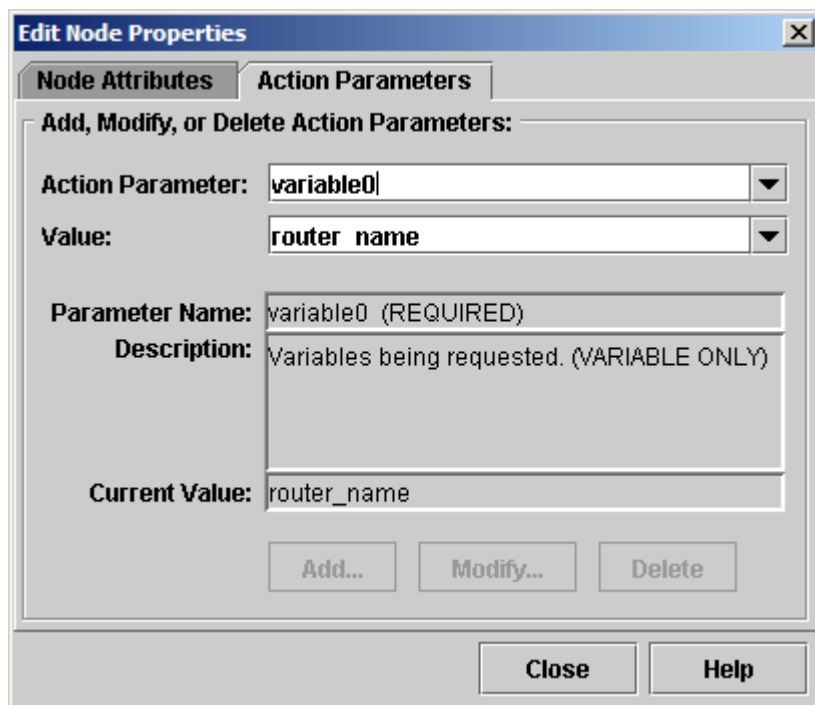 Edit Node Properties
Node Attributes Action Parameters
Add, Modify, or Delete Action Parameters:
Action Parameter: variable0
Value: router_name
Parameter Name: variable0 (REQUIRED)
Description: Variables being requested. (VARIABLE ONLY)
Current Value: router_name
Add... Modify... Delete
Close Help